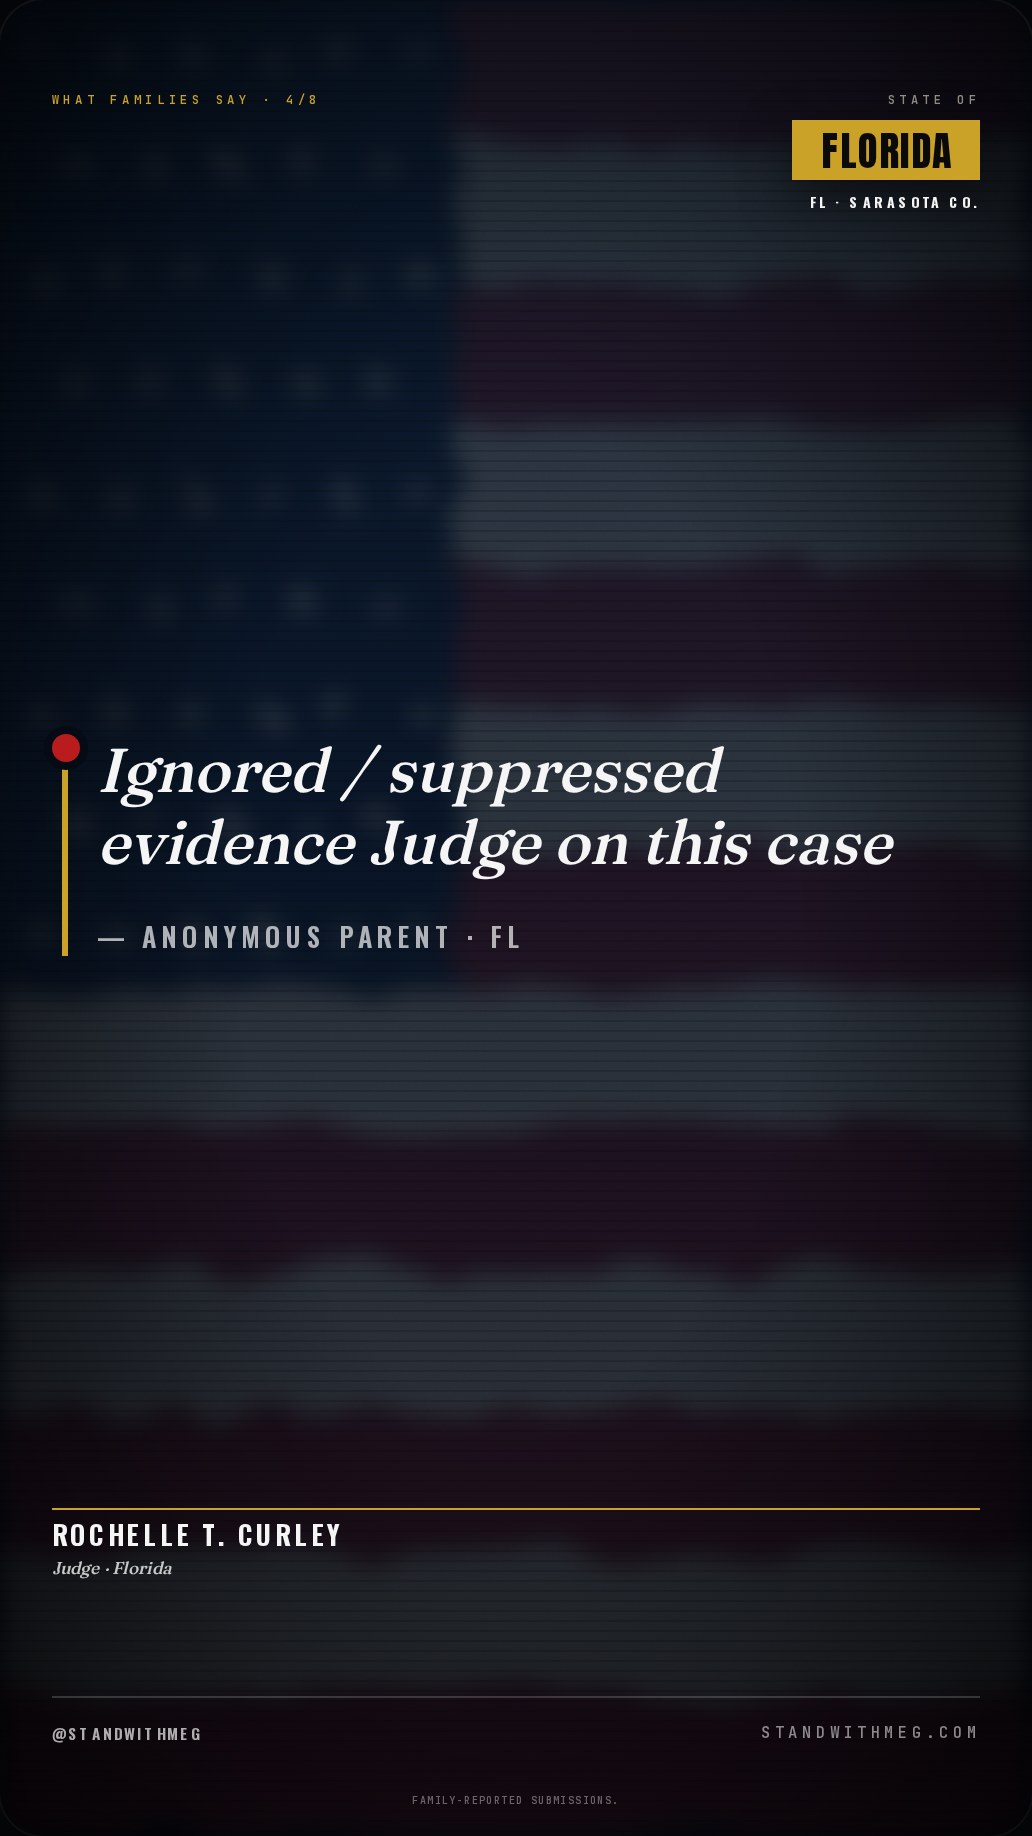 WHAT FAMILIES SAY · 4/8
STATE OF
FLORIDA
FL · SARASOTA CO.
Ignored / suppressed
evidence Judge on this case
— ANONYMOUS PARENT · FL
ROCHELLE T. CURLEY
Judge · Florida
@STANDWITHMEG
STANDWITHMEG.COM
FAMILY-REPORTED SUBMISSIONS.